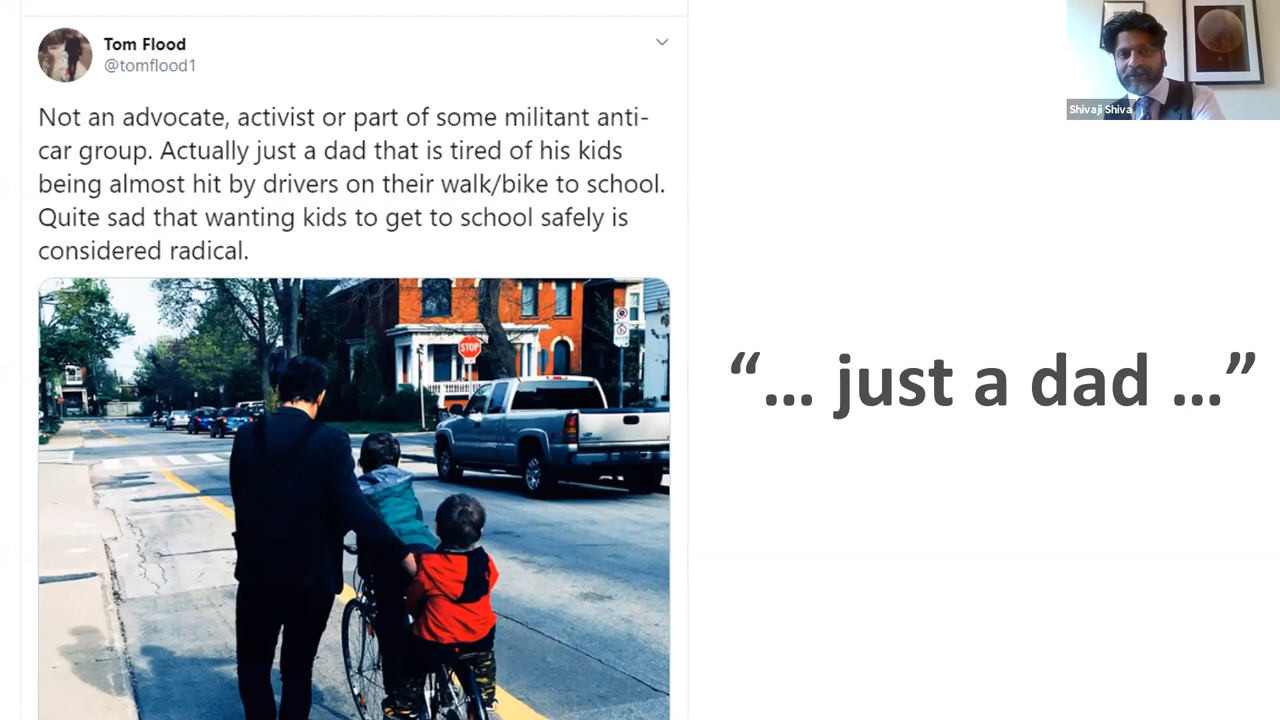 Tom Flood
@tomflood1
Not an advocate, activist or part of some militant anti-
car group. Actually just a dad that is tired of his kids
being almost hit by drivers on their walk/bike to school.
Quite sad that wanting kids to get to school safely is
considered radical.
STOP
“… just a dad …”
Shivaji Shiva